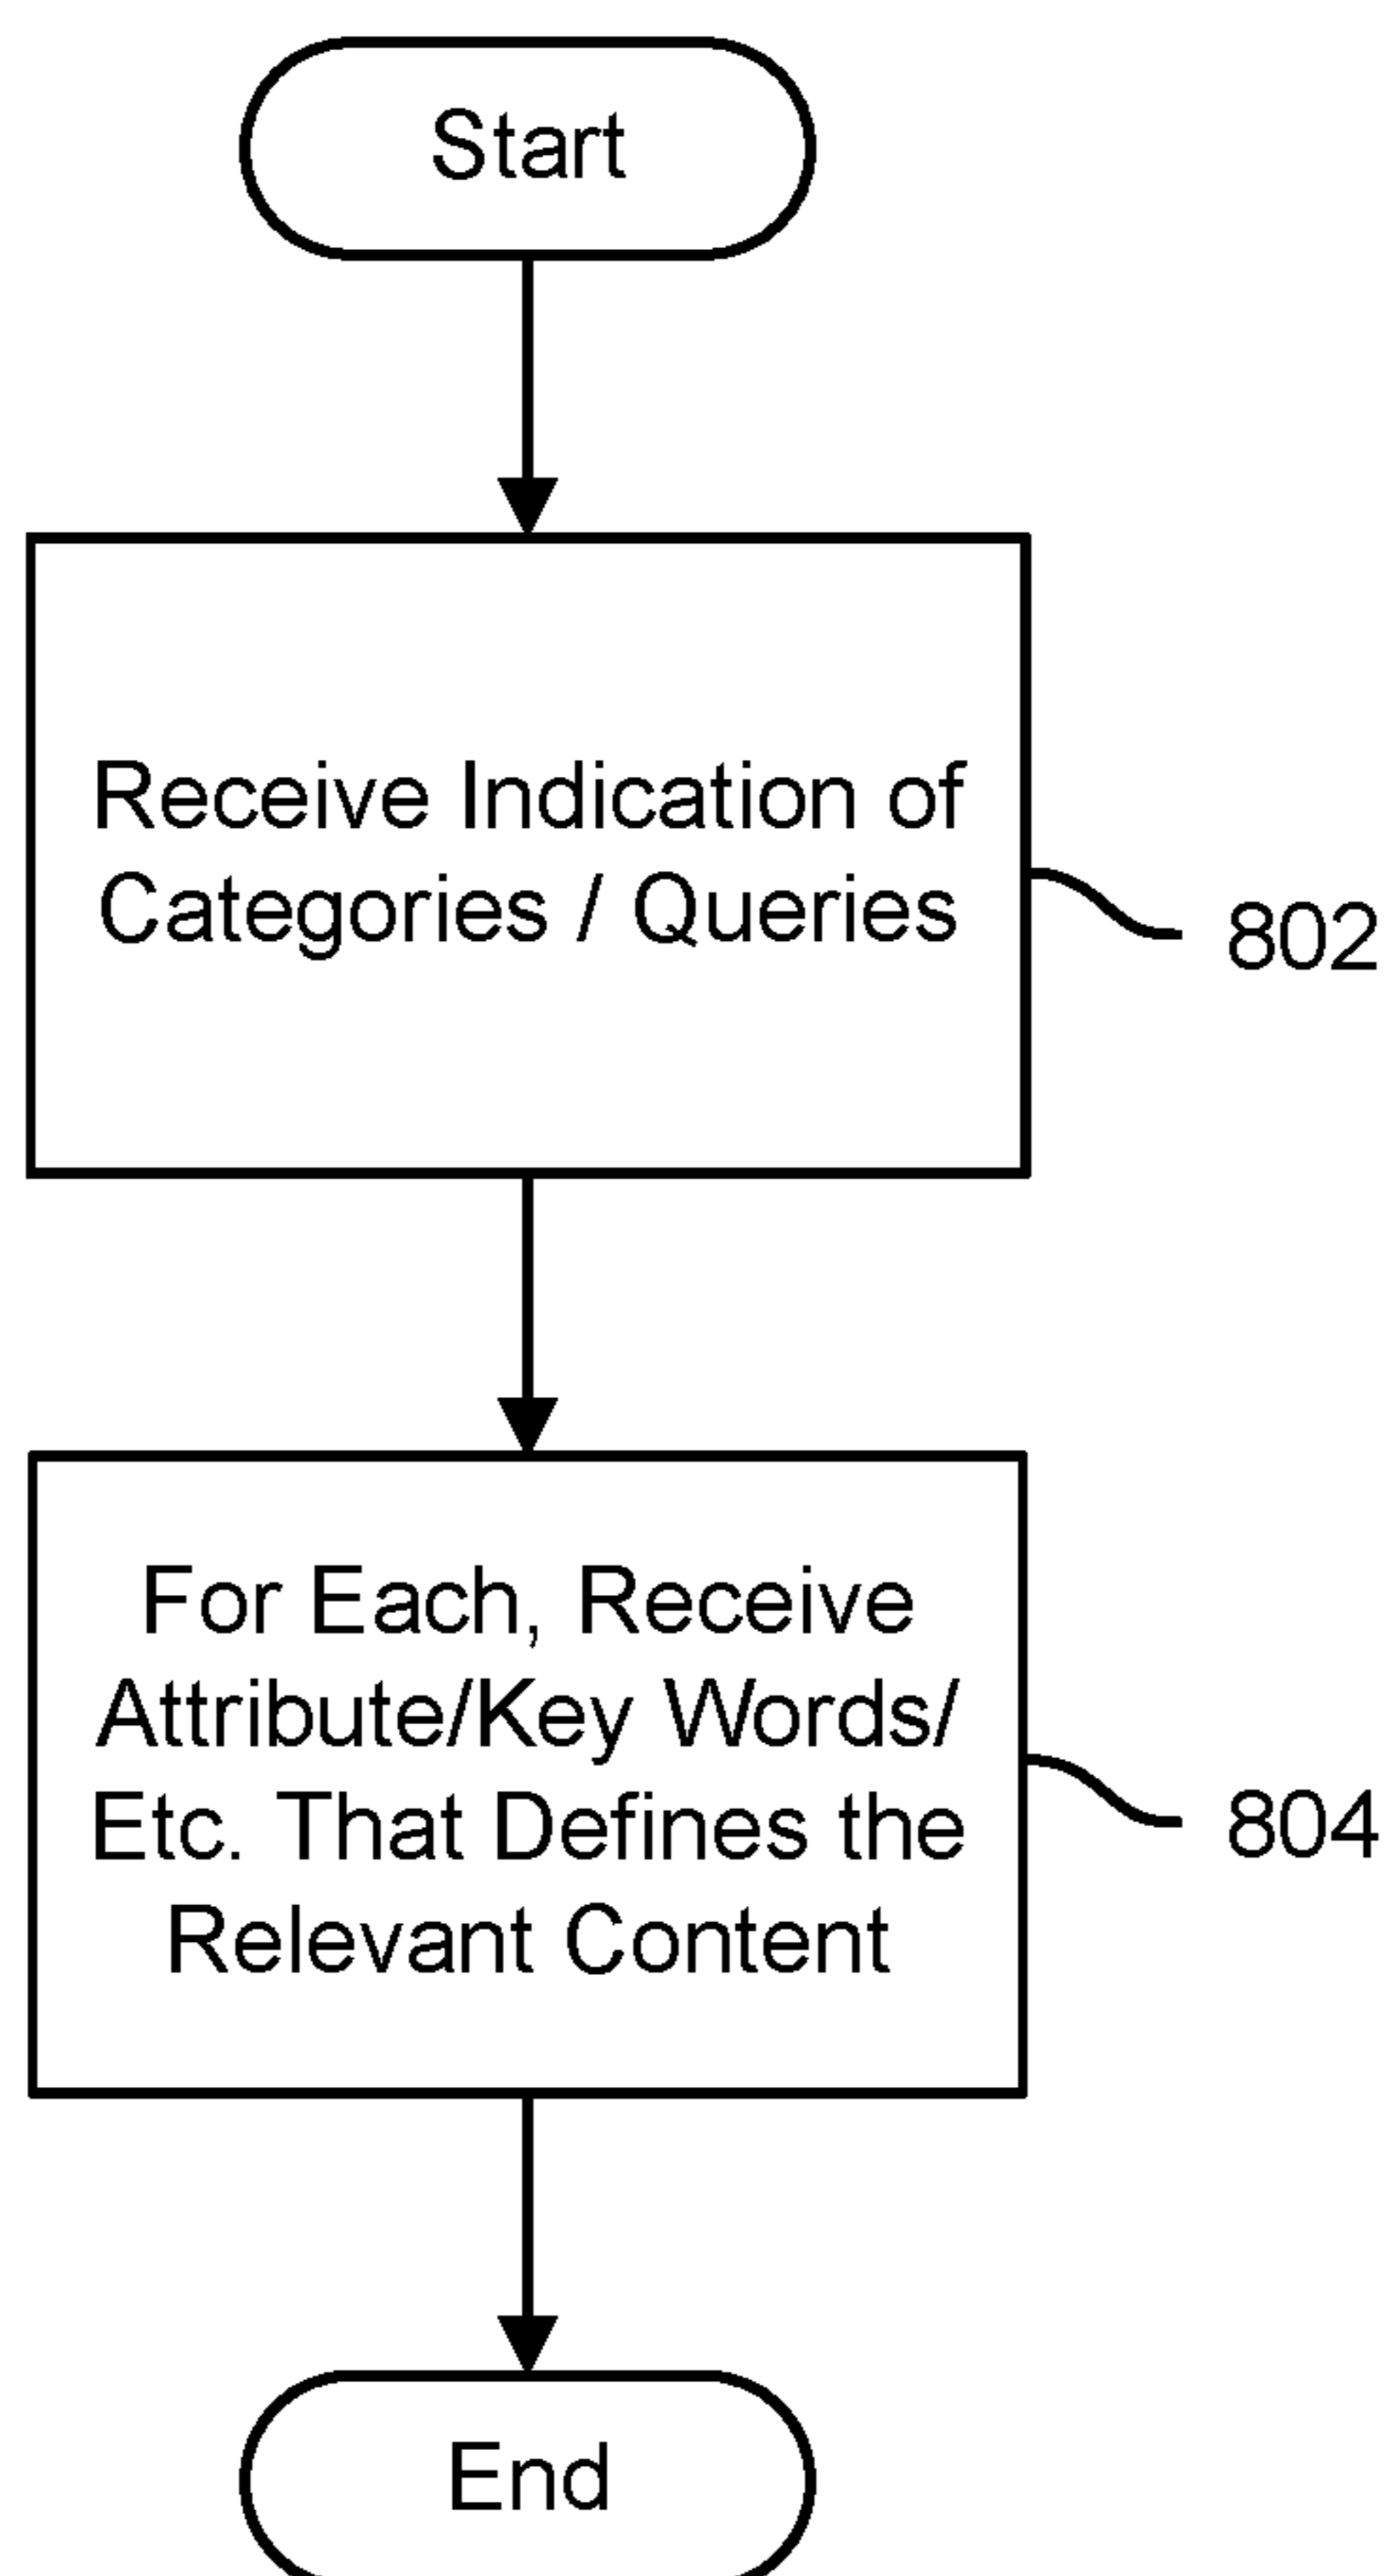 Start
Receive Indication of
Categories / Queries
802
For Each, Receive
Attribute/Key Words/
Etc. That Defines the
Relevant Content
804
End